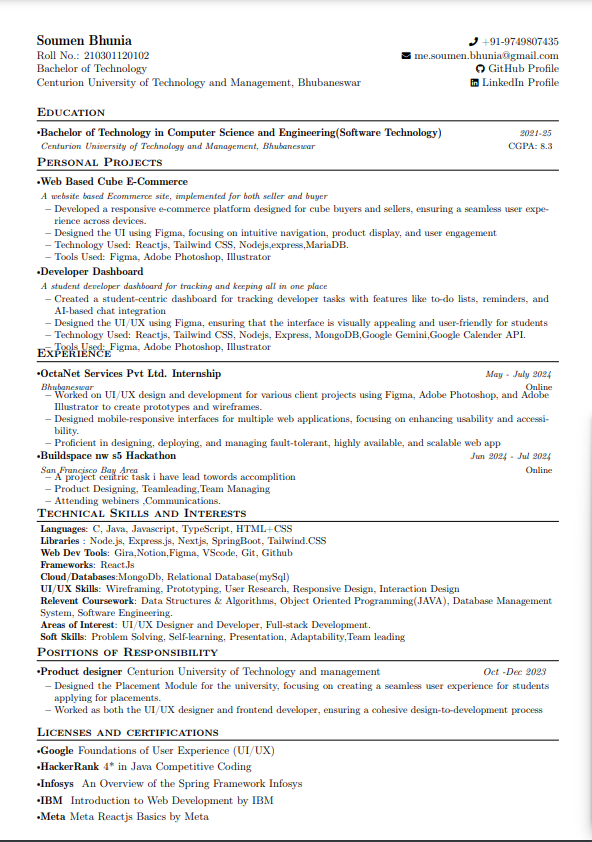 Soumen Bhunia
+91-9749807435
Roll No.: 210301120102
me.soumen.bhunia@gmail.com
Bachelor of Technology
GitHub Profile
Centurion University of Technology and Management, Bhubaneswar
LinkedIn Profile
EDUCATION
•Bachelor of Technology in Computer Science and Engineering(Software Technology) 2021-25
Centurion University of Technology and Management, Bhubaneswar CGPA: 8.3
PERSONAL PROJECTS
•Web Based Cube E-Commerce
A website based Ecommerce site, implemented for both seller and buyer
– Developed a responsive e-commerce platform designed for cube buyers and sellers, ensuring a seamless user expe-
rience across devices.
– Designed the UI using Figma, focusing on intuitive navigation, product display, and user engagement
– Technology Used: Reactjs, Tailwind CSS, Nodejs,express,MariaDB.
– Tools Used: Figma, Adobe Photoshop, Illustrator
•Developer Dashboard
A student developer dashboard for tracking and keeping all in one place
– Created a student-centric dashboard for tracking developer tasks with features like to-do lists, reminders, and
AI-based chat integration
– Designed the UI/UX using Figma, ensuring that the interface is visually appealing and user-friendly for students
– Technology Used: Reactjs, Tailwind CSS, Nodejs, Express, MongoDB,Google Gemini,Google Calender API.
– Tools Used: Figma, Adobe Photoshop, Illustrator
EXPERIENCE
•OctaNet Services Pvt Ltd. Internship May - July 2024
Bhubaneswar Online
– Worked on UI/UX design and development for various client projects using Figma, Adobe Photoshop, and Adobe
Illustrator to create prototypes and wireframes.
– Designed mobile-responsive interfaces for multiple web applications, focusing on enhancing usability and accessi-
bility.
– Proficient in designing, deploying, and managing fault-tolerant, highly available, and scalable web app
•Buildspace nw s5 Hackathon Jun 2024 - Jul 2024
San Francisco Bay Area Online
– A project centric task i have lead towords accomplition
– Product Designing, Teamleading,Team Managing
– Attending webiners ,Communications.
TECHNICAL SKILLS AND INTERESTS
Languages: C, Java, Javascript, TypeScript, HTML+CSS
Libraries : Node.js, Express.js, Nextjs, SpringBoot, Tailwind.CSS
Web Dev Tools: Gira,Notion,Figma, VScode, Git, Github
Frameworks: ReactJs
Cloud/Databases:MongoDb, Relational Database(mySql)
UI/UX Skills: Wireframing, Prototyping, User Research, Responsive Design, Interaction Design
Relevent Coursework: Data Structures & Algorithms, Object Oriented Programming(JAVA), Database Management
System, Software Engineering.
Areas of Interest: UI/UX Designer and Developer, Full-stack Development.
Soft Skills: Problem Solving, Self-learning, Presentation, Adaptability,Team leading
POSITIONS OF RESPONSIBILITY
•Product designer Centurion University of Technology and management Oct -Dec 2023
– Designed the Placement Module for the university, focusing on creating a seamless user experience for students
applying for placements.
– Worked as both the UI/UX designer and frontend developer, ensuring a cohesive design-to-development process
LICENSES AND CERTIFICATIONS
•Google Foundations of User Experience (UI/UX)
•HackerRank 4* in Java Competitive Coding
•Infosys An Overview of the Spring Framework Infosys
•IBM Introduction to Web Development by IBM
•Meta Meta Reactjs Basics by Meta